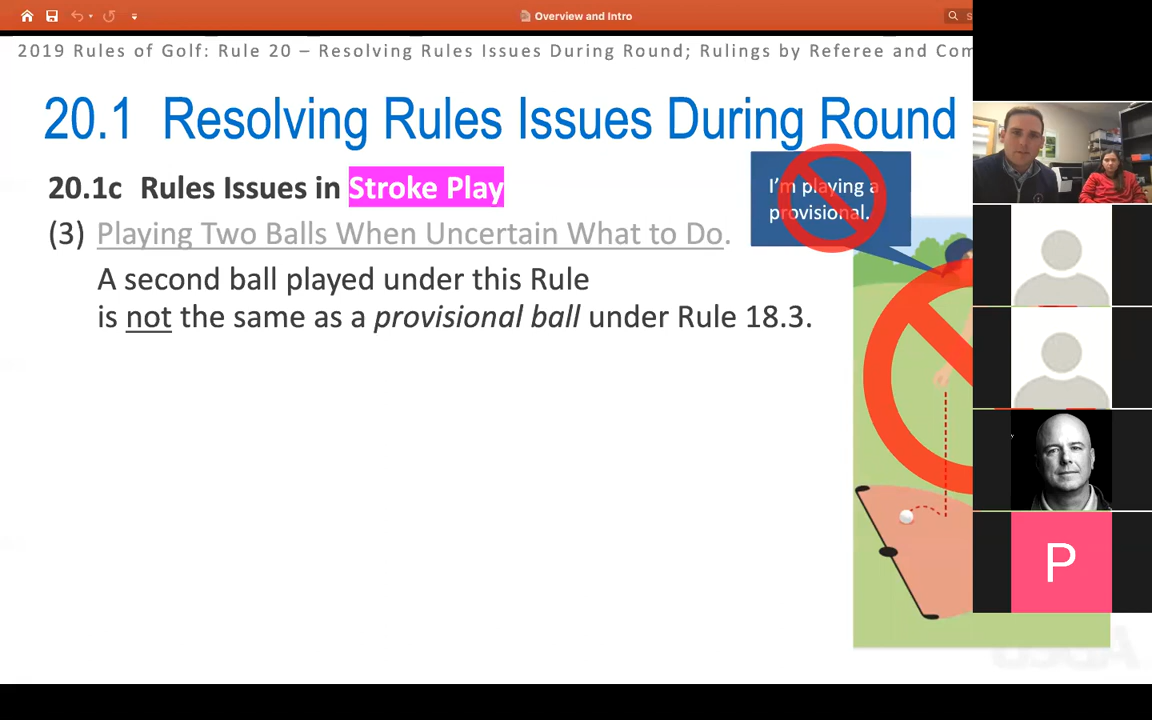 Overview and Intro
S
2019 Rules of Golf: Rule 20 – Resolving Rules Issues During Round; Rulings by Referee and Com
20.1 Resolving Rules Issues During Round
20.1c Rules Issues in Stroke Play
I'm playing a
provisional.
(3) Playing Two Balls When Uncertain What to Do.
A second ball played under this Rule
is not the same as a provisional ball under Rule 18.3.
P